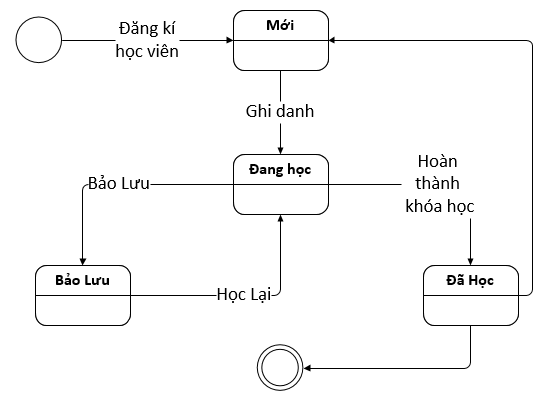 Đăng kí
học viên
Mới
Ghi danh
Đang học
Bảo Lưu
Hoàn
thành
khóa học
Bảo Lưu
Học Lại
Đã Học